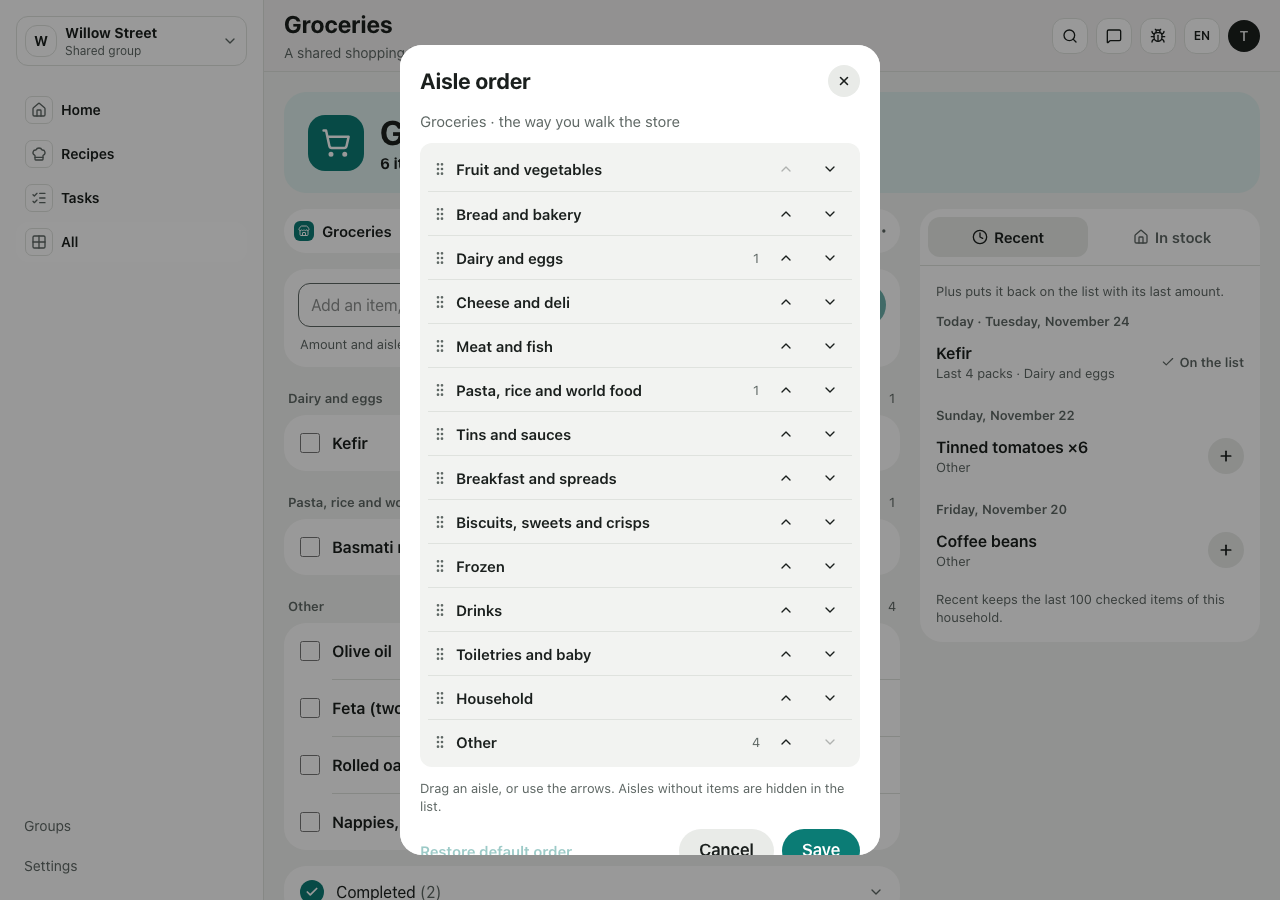 W
Willow Street
Shared group
Home
Recipes
Tasks
All
Groups
Settings
Groceries
A shared shopping
EN
T
6
Groceries
Add an item,
Amount and aisle
Dairy and eggs
1
Kefir
Pasta, rice and
1
Basmati
Other
4
Olive oil
Feta
Rolled
Nappies,
Completed (2)
Aisle order
Groceries · the way you walk the store
Fruit and vegetables
Bread and bakery
Dairy and eggs 1
Cheese and deli
Meat and fish
Pasta, rice and world food 1
Tins and sauces
Breakfast and spreads
Biscuits, sweets and crisps
Frozen
Drinks
Toiletries and baby
Household
Other 4
Drag an aisle, or use the arrows. Aisles without items are hidden in the
list.
Restore default order
Cancel
Save
Recent
In stock
Plus puts it back on the list with its last amount.
Today · Tuesday, November 24
Kefir
Last 4 packs · Dairy and eggs
On the list
Sunday, November 22
Tinned tomatoes ×6
Other
Friday, November 20
Coffee beans
Other
Recent keeps the last 100 checked items of this
household.